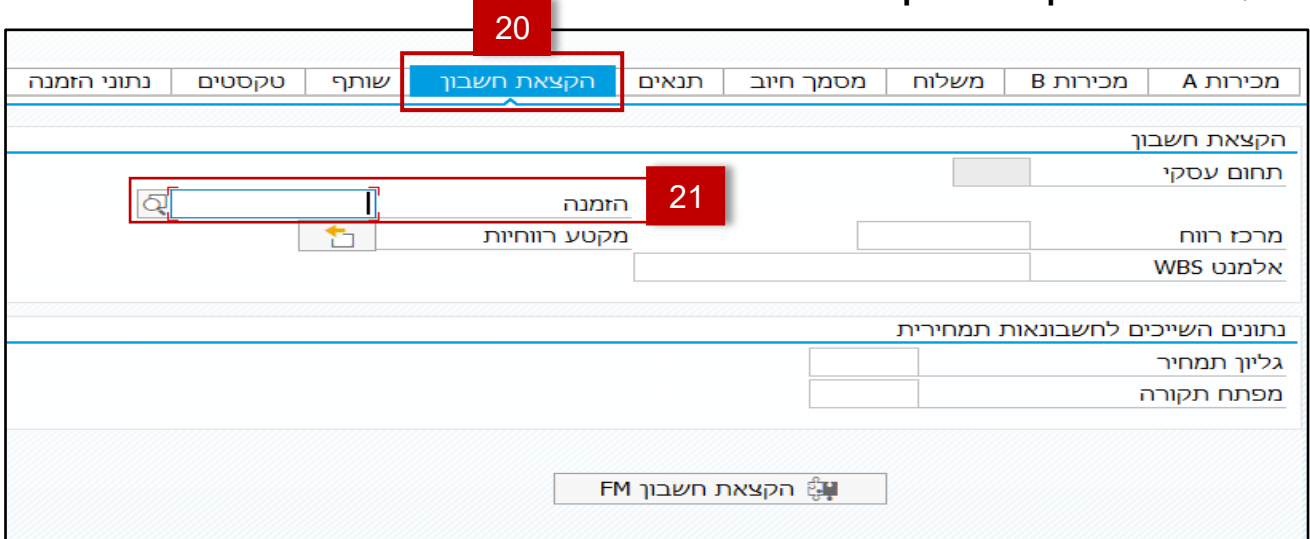 20
מכירות A מכירות B משלוח מסמך חיוב תנאים הקצאת חשבון שותף טקסטים נתוני הזמנה
הקצאת חשבון
תחום עסקי
21 הזמנה
מרכז רווח מקטע רווחיות
אלמנט WBS
נתונים השייכים לחשבונאות תמחירית
גליון תמחיר
מפתח תקורה
הקצאת חשבון FM